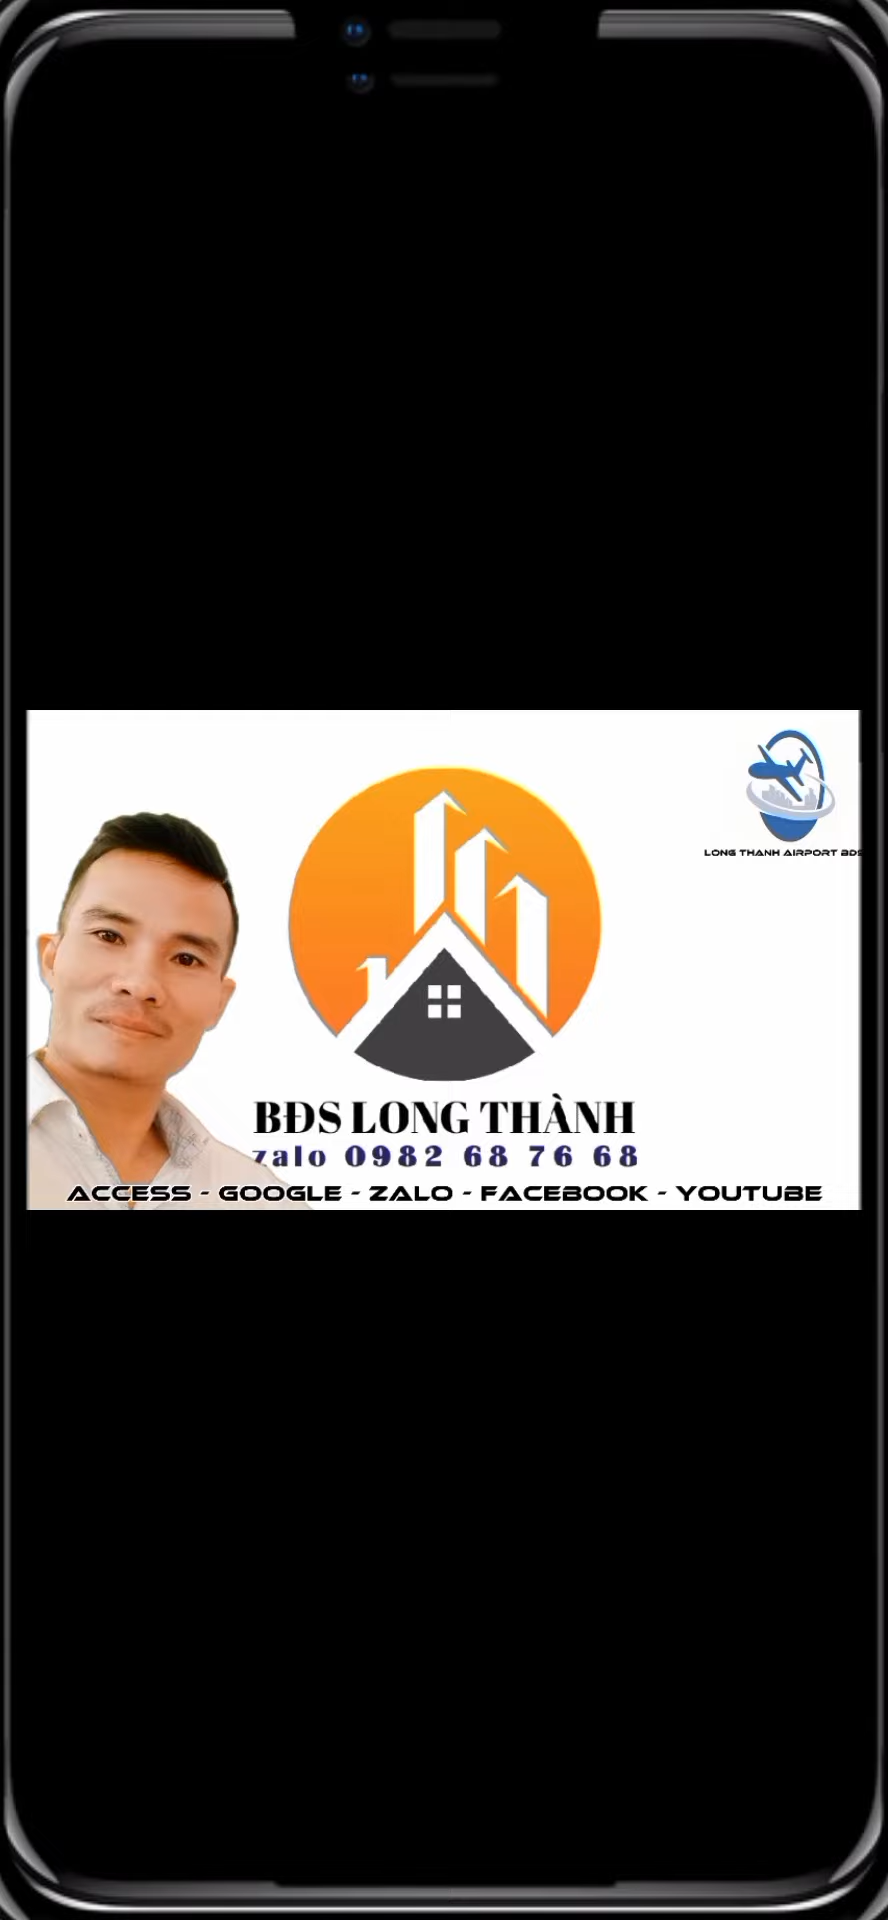 LONG THANH AIRPORT BDS
BĐS LONG THÀNH
zalo 0982 68 76 68
ACCESS - GOOGLE - ZALO - FACEBOOK - YOUTUBE